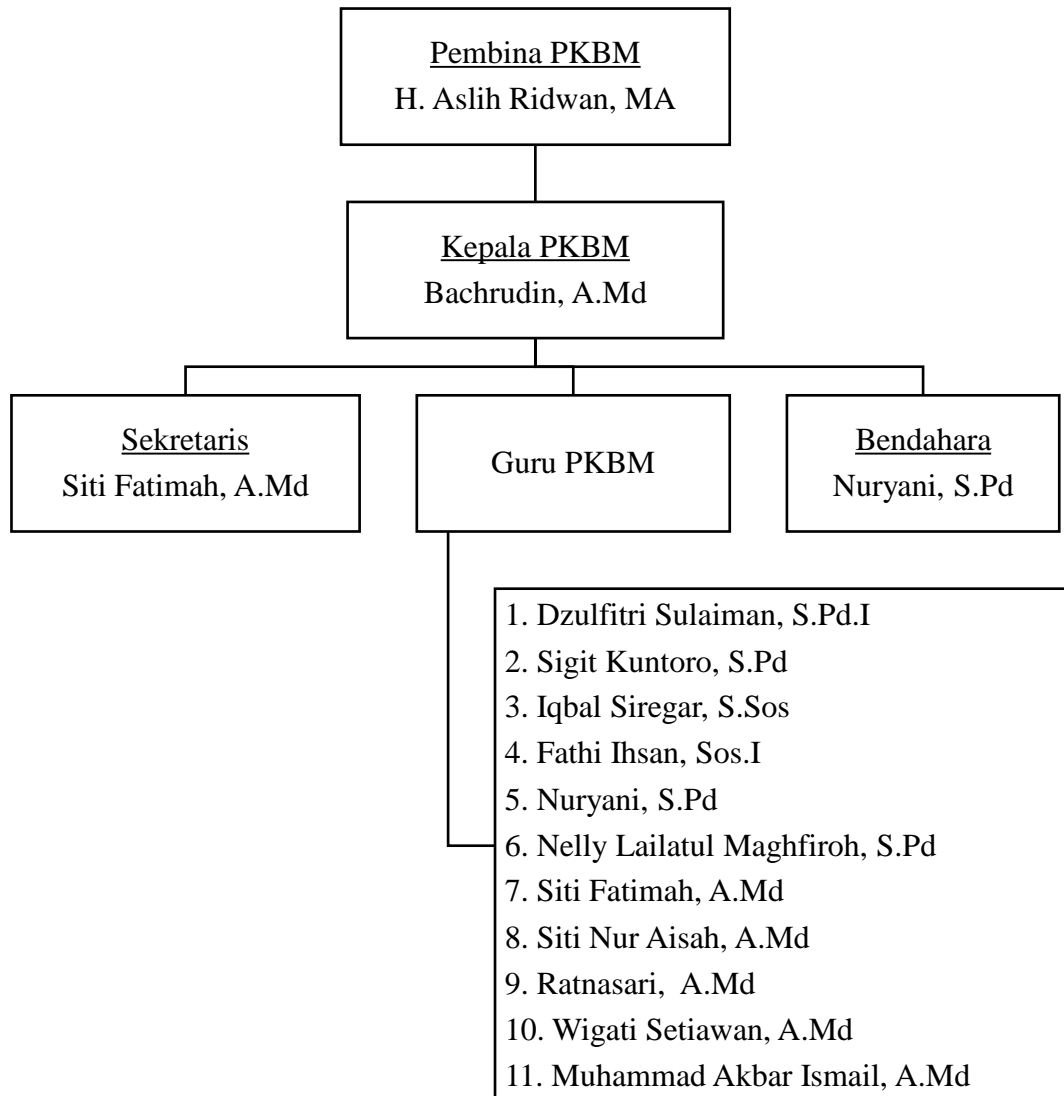 Pembina PKBM
H. Aslih Ridwan, MA
Kepala PKBM
Bachrudin, A.Md
Sekretaris
Siti Fatimah, A.Md
Guru PKBM
Bendahara
Nuryani, S.Pd
1. Dzulfitri Sulaiman, S.Pd.I
2. Sigit Kuntoro, S.Pd
3. Iqbal Siregar, S.Sos
4. Fathi Ihsan, Sos.I
5. Nuryani, S.Pd
6. Nelly Lailatul Maghfiroh, S.Pd
7. Siti Fatimah, A.Md
8. Siti Nur Aisah, A.Md
9. Ratnasari,  A.Md
10. Wigati Setiawan, A.Md
11. Muhammad Akbar Ismail, A.Md